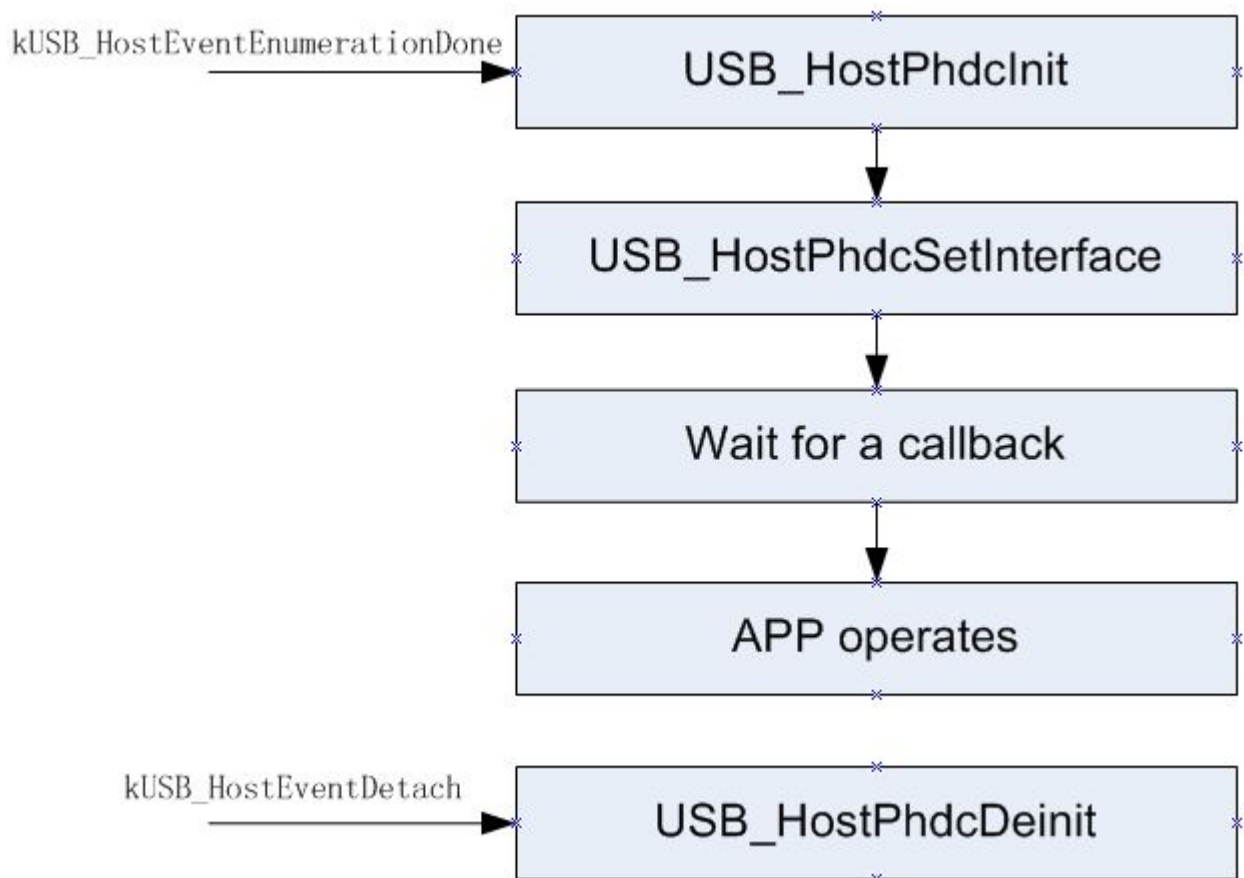 kUSB_HostEventEnumerationDone
USB_HostPhdcInit
USB_HostPhdcSetInterface
Wait for a callback
APP operates
kUSB_HostEventDetach
USB_HostPhdcDeinit